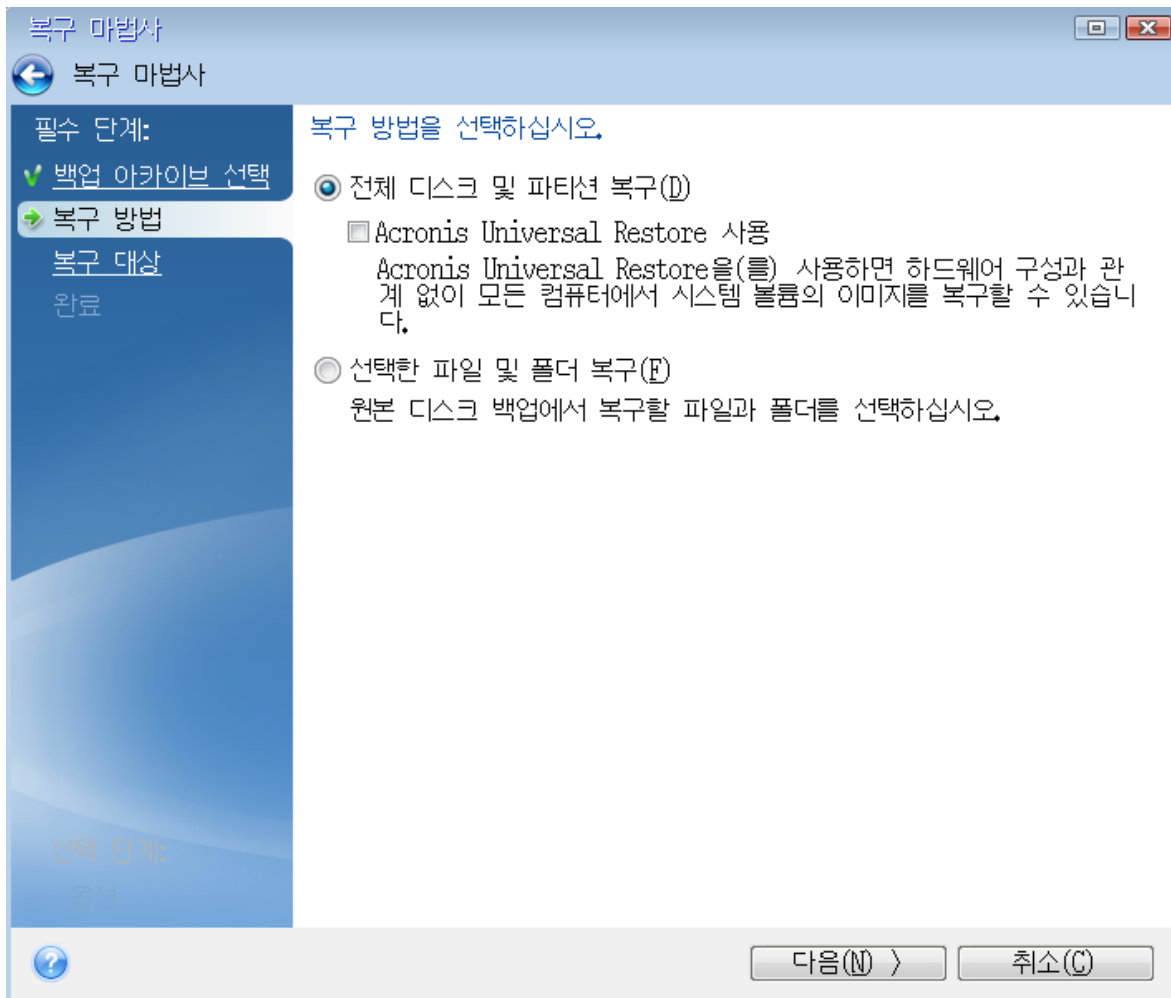 복구 마법사
복구 마법사
필수 단계:
백업 아카이브 선택
복구 방법
복구 대상
완료
선택 단계:
옵션
복구 방법을 선택하십시오.
전체 디스크 및 파티션 복구(D)
Acronis Universal Restore 사용
Acronis Universal Restore을(를) 사용하면 하드웨어 구성과 관
계 없이 모든 컴퓨터에서 시스템 볼륨의 이미지를 복구할 수 있습니
다.
선택한 파일 및 폴더 복구(F)
원본 디스크 백업에서 복구할 파일과 폴더를 선택하십시오.
다음(N) >
취소(C)